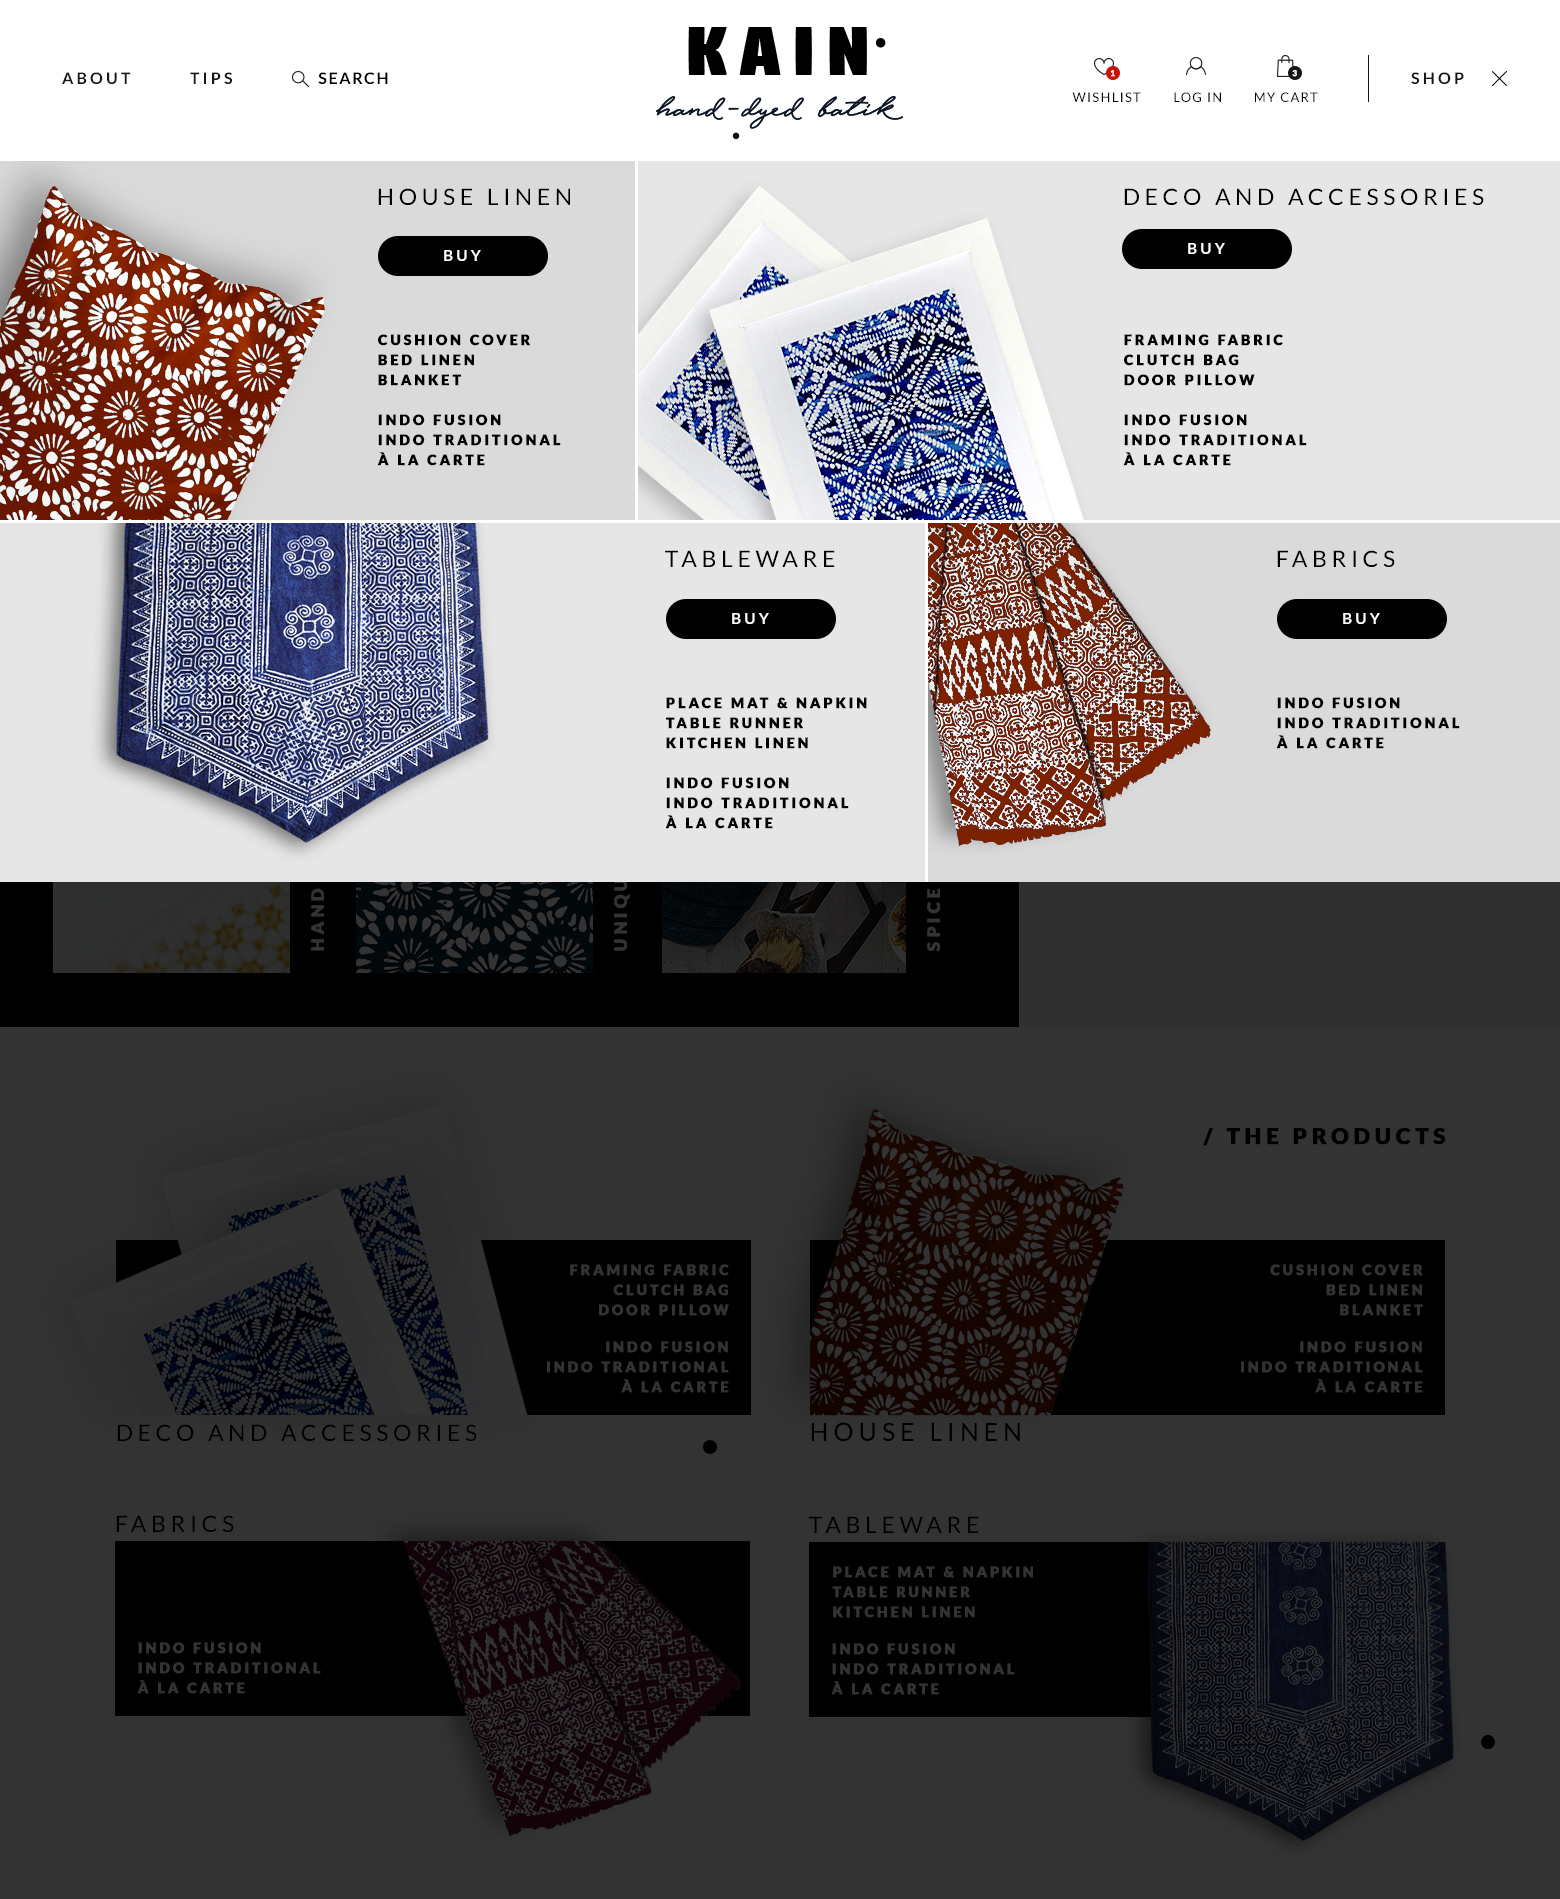 ABOUT
TIPS
SEARCH
KAIN
hand-dyed batik
1
WISHLIST
LOG IN
3
MY CART
SHOP
HOUSE LINEN
BUY
CUSHION COVER
BED LINEN
BLANKET
INDO FUSION
INDO TRADITIONAL
À LA CARTE
DECO AND ACCESSORIES
BUY
FRAMING FABRIC
CLUTCH BAG
DOOR PILLOW
INDO FUSION
INDO TRADITIONAL
À LA CARTE
TABLEWARE
BUY
PLACE MAT & NAPKIN
TABLE RUNNER
KITCHEN LINEN
INDO FUSION
INDO TRADITIONAL
À LA CARTE
FABRICS
BUY
INDO FUSION
INDO TRADITIONAL
À LA CARTE
HAND
UNIQU
SPICE
/ THE PRODUCTS
FRAMING FABRIC
CLUTCH BAG
DOOR PILLOW
INDO FUSION
INDO TRADITIONAL
À LA CARTE
DECO AND ACCESSORIES
CUSHION COVER
BED LINEN
BLANKET
INDO FUSION
INDO TRADITIONAL
À LA CARTE
HOUSE LINEN
FABRICS
INDO FUSION
INDO TRADITIONAL
À LA CARTE
TABLEWARE
PLACE MAT & NAPKIN
TABLE RUNNER
KITCHEN LINEN
INDO FUSION
INDO TRADITIONAL
À LA CARTE